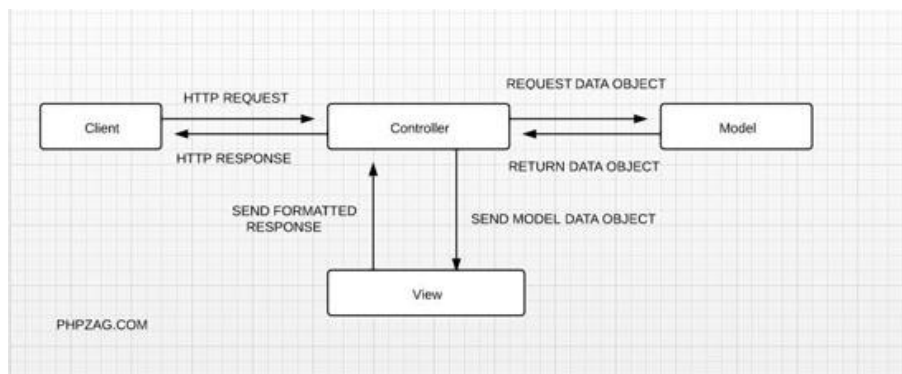 HTTP REQUEST
REQUEST DATA OBJECT
Client
Controller
Model
HTTP RESPONSE
RETURN DATA OBJECT
SEND FORMATTED
RESPONSE
SEND MODEL DATA OBJECT
View
PHPZAG.COM